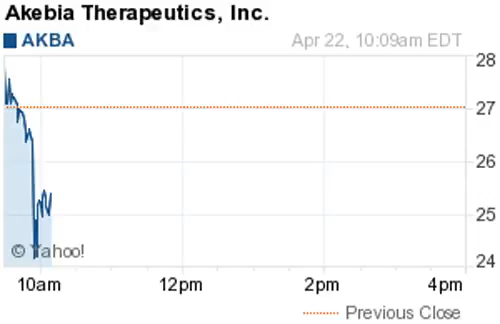 Akebia Therapeutics, Inc.
AKBA Apr 22, 10:09am EDT
28
27
26
25
24
© Yahoo!
10am 12pm 2pm 4pm
Previous Close